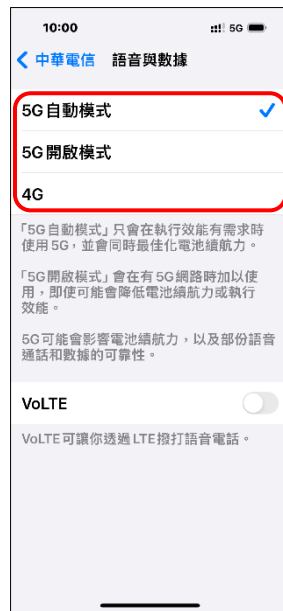 10:00 5G
中華電信 語音與數據
5G自動模式
5G開啟模式
4G
「5G自動模式」只會在執行效能有需求時
使用5G，並會同時最佳化電池續航力。
「5G開啟模式」會在有5G網路時加以使
用，即使可能會降低電池續航力或執行
效能。
5G可能會影響電池續航力，以及部份語音
通話和數據的可靠性。
VoLTE
VoLTE可讓你透過LTE撥打語音電話。